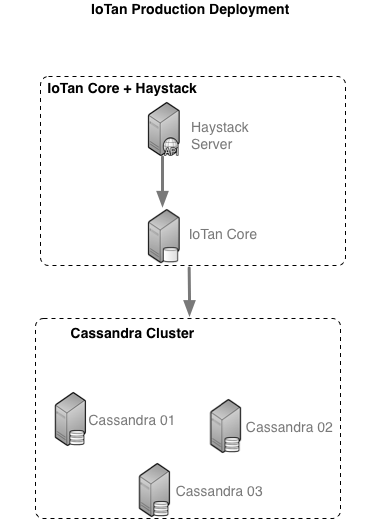 IoTan Production Deployment
IoTan Core + Haystack
Haystack
Server
API
IoTan Core
Cassandra Cluster
Cassandra 01
Cassandra 02
Cassandra 03